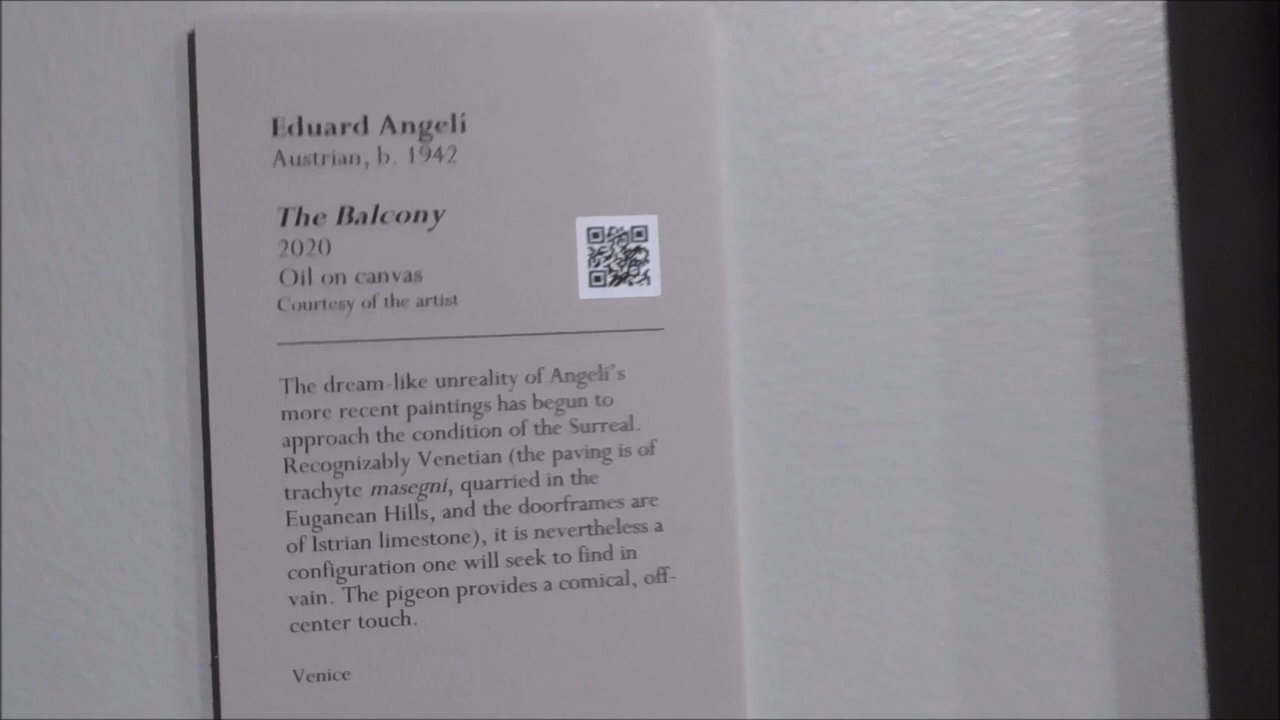 Eduard Angeli
Austrian, b. 1942
The Balcony
2020
Oil on canvas
Courtesy of the artist
The dream-like unreality of Angeli's
more recent paintings has begun to
approach the condition of the Surreal.
Recognizably Venetian (the paving is of
trachyte masegni, quarried in the
Euganean Hills, and the doorframes are
of Istrian limestone), it is nevertheless a
configuration one will seek to find in
vain. The pigeon provides a comical, off-
center touch.
Venice